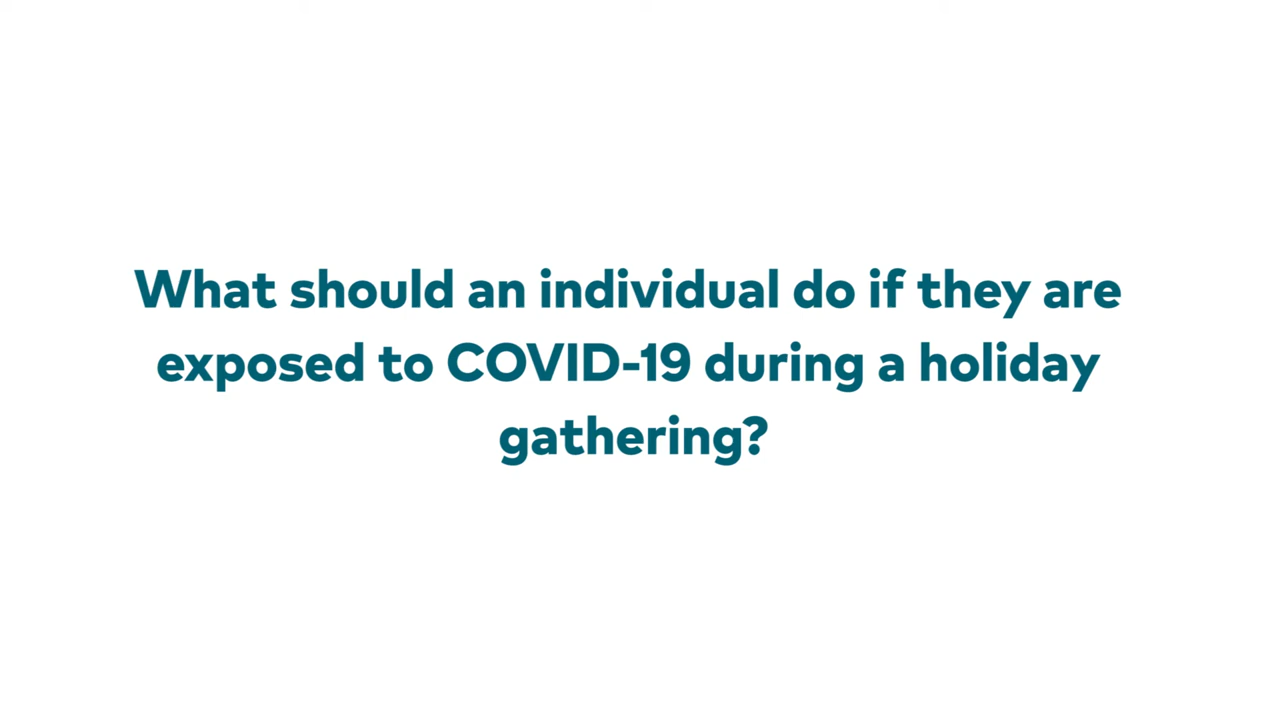 What should an individual do if they are
exposed to COVID-19 during a holiday
gathering?